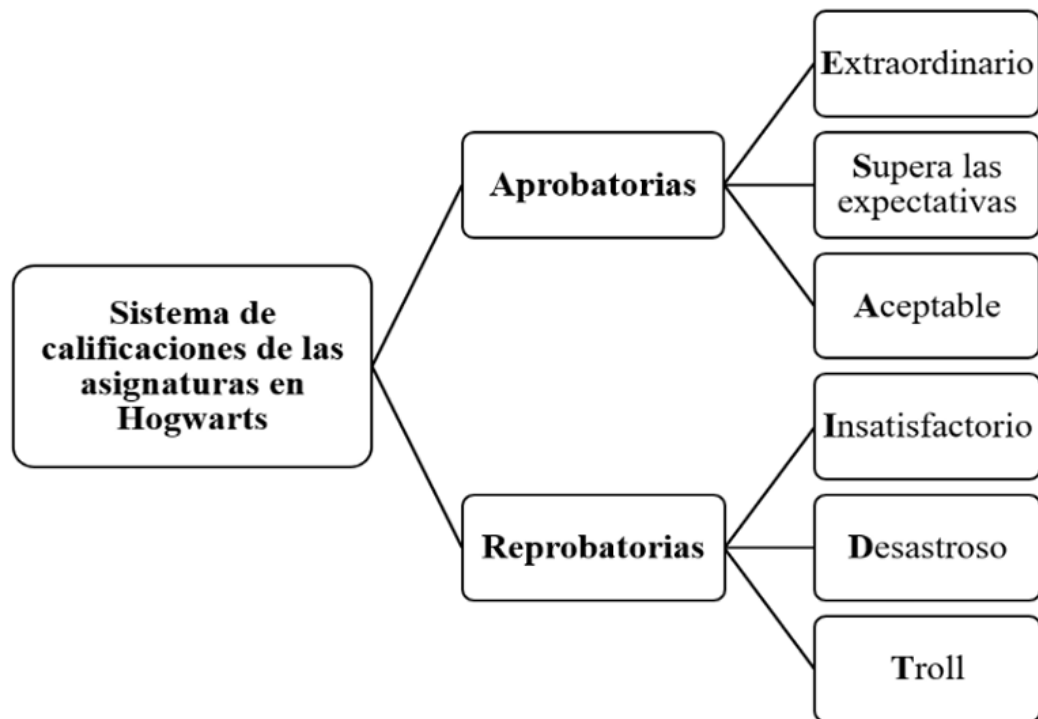 Sistema de
calificaciones de las
asignaturas en
Hogwarts
Aprobatorias
Extraordinario
Supera las
expectativas
Aceptable
Reprobatorias
Insatisfactorio
Desastroso
Troll